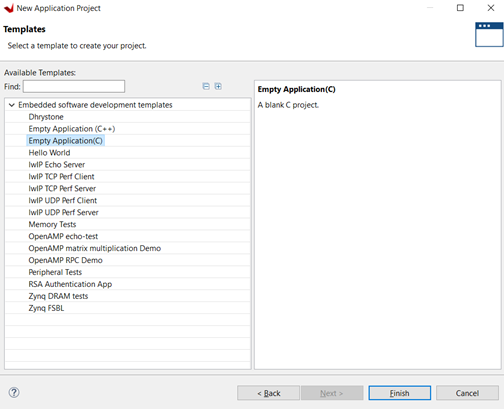 New Application Project
Templates
Select a template to create your project.
Available Templates:
Find:
Embedded software development templates
Dhrystone
Empty Application (C++)
Empty Application(C)
Hello World
lwIP Echo Server
lwIP TCP Perf Client
lwIP TCP Perf Server
lwIP UDP Perf Client
lwIP UDP Perf Server
Memory Tests
OpenAMP echo-test
OpenAMP matrix multiplication Demo
OpenAMP RPC Demo
Peripheral Tests
RSA Authentication App
Zynq DRAM tests
Zynq FSBL
Empty Application(C)
A blank C project.
?
< Back
Next >
Finish
Cancel